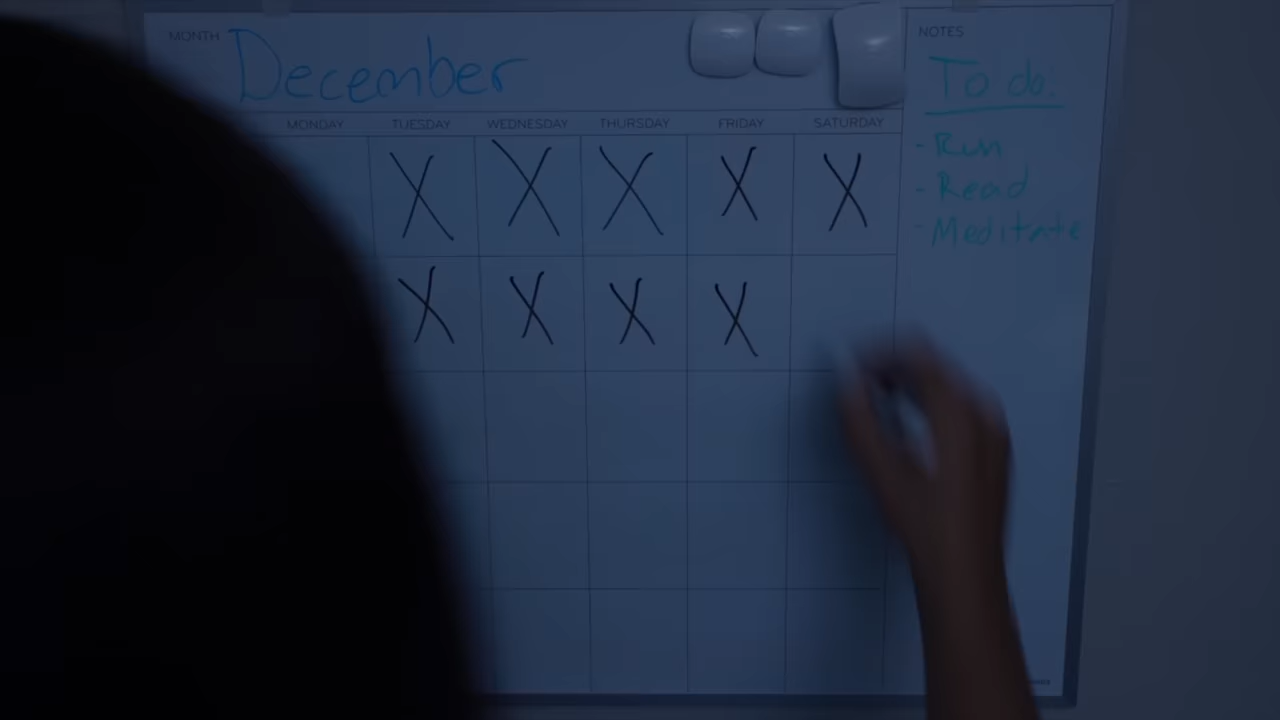 MONTH December
NOTES
MONDAY TUESDAY WEDNESDAY THURSDAY FRIDAY SATURDAY
X X X X X
X X X X
To do:
- Run
- Read
- Meditate